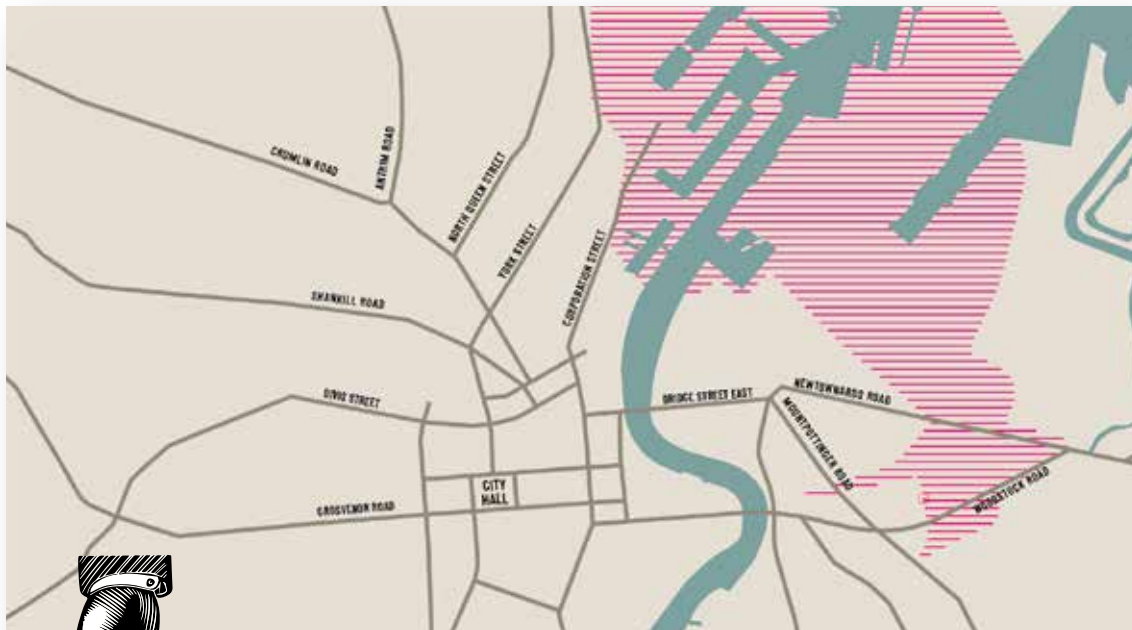 CRUMLIN ROAD
ANTRIM ROAD
NORTH QUEEN STREET
YORK STREET
CORPORATION STREET
SHANKILL ROAD
DIVIS STREET
BRIDGE STREET EAST
NEWTOWNARDS ROAD
MOUNTPOTTINGER ROAD
CITY
HALL
GROSVENOR ROAD
WOODSTOCK ROAD